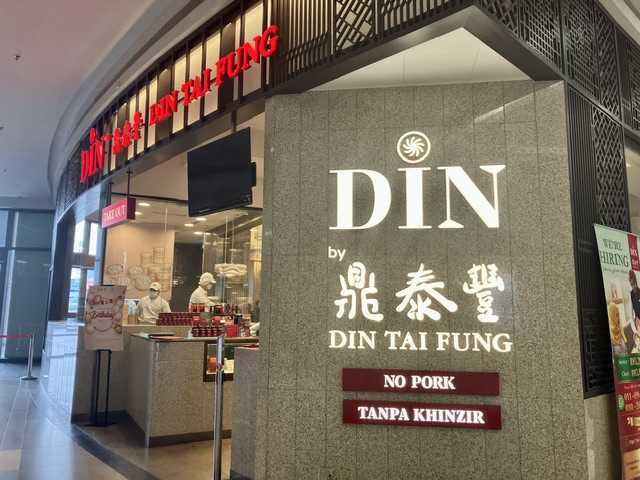 DIN
鼎泰豐 DIN TAI FUNG
TAKE OUT
DIN
by
鼎泰豐
DIN TAI FUNG
NO PORK
TANPA KHINZIR
WE'RE
HIRING